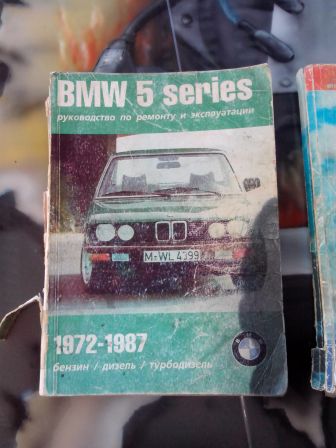 BMW 5 series
руководство по ремонту и эксплуатации
M-WL 4399
1972-1987
бензин / дизель / турбодизель